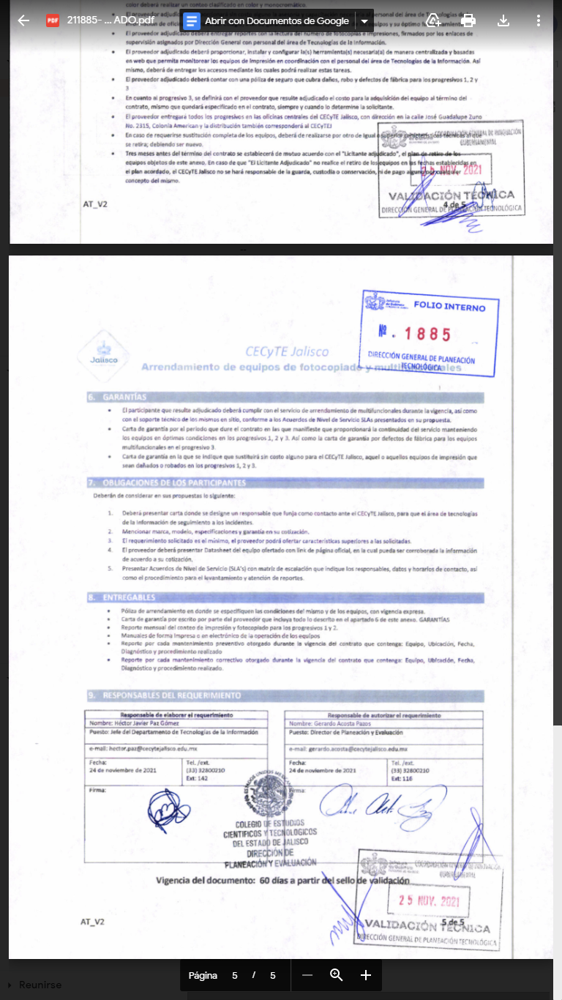 color deberá realizar un conteo clasificado en color y monocromático.
211885- ... ADO.pdf
Abrir con Documentos de Google
El proveedor adjudicado deberá entregar reportes con la lectura del número de fotocopias e impresiones, firmados por los enlaces de
supervisión asignados por Dirección General con personal del área de Tecnologías de la Información.
El proveedor adjudicado deberá proporcionar, instalar y configurar la(s) herramienta(s) necesaria(s) de manera centralizada y basadas
en web que permita monitorear los equipos de impresión en coordinación con el personal del área de Tecnologías de la Información. Así
mismo, deberá de entregar los accesos mediante los cuales podrá realizar estas tareas.
El proveedor adjudicado deberá contar con una póliza de seguro que cubra daños, robo y defectos de fábrica para los progresivos 1, 2 y
3
En cuanto al progresivo 3, se definirá con el proveedor que resulte adjudicado el costo para la adquisición del equipo al término del
contrato, mismo que quedará especificado en el contrato, siempre y cuando lo determine la solicitante.
El proveedor entregará todos los progresivos en las oficinas centrales del CECyTE Jalisco, con dirección en la calle José Guadalupe Zuno
No. 2315, Colonia American y la distribución también corresponderá al CECyTEJ
En caso de requerirse sustitución completa de los equipos, deberá de realizarse por otro de igual o superior características técnicas al que
se retira; debiendo ser nuevo.
Tres meses antes del término del contrato se establecerá de mutuo acuerdo con el "Licitante adjudicado", el plan de retiro de los
equipos objetos de este anexo. En caso de que "El Licitante Adjudicado" no realice el retiro de los equipos en las fechas establecidas en
el plan acordado, el CECyTE Jalisco no se hará responsable de la guarda, custodia o conservación, ni de pago alguno por cualquier
concepto del mismo.
COORDINACIÓN GENERAL DE INNOVACIÓN
GUBERNAMENTAL
25 NOV. 2021
VALIDACIÓN TÉCNICA
DIRECCIÓN GENERAL DE PLANEACIÓN TECNOLÓGICA
AT_V2
4 de 5
FOLIO INTERNO
Nº . 1885
DIRECCIÓN GENERAL DE PLANEACIÓN
TECNOLÓGICA
Jalisco
CECyTE Jalisco
Arrendamiento de equipos de fotocopiado y multifuncionales
6. GARANTÍAS
El participante que resulte adjudicado deberá cumplir con el servicio de arrendamiento de multifuncionales durante la vigencia, así como
con el soporte técnico de los mismos en sitio, conforme a los Acuerdos de Nivel de Servicio SLAs presentados en su propuesta.
Carta de garantía por el periodo que dure el contrato en las que manifieste que proporcionará la continuidad del servicio manteniendo
los equipos en óptimas condiciones en los progresivos 1, 2 y 3. Así como la carta de garantía por defectos de fábrica para los equipos
multifuncionales en el progresivo 3
Carta de garantía en la que se indique que sustituirá sin costo alguno para el CECyTE Jalisco, aquel o aquellos equipos de impresión que
sean dañados o robados en los progresivos 1, 2 y 3.
7. OBLIGACIONES DE LOS PARTICIPANTES
Deberán de considerar en sus propuestas lo siguiente:
1. Deberá presentar carta donde se designe un responsable que funja como contacto ante el CECyTE Jalisco, para que el área de tecnologías
de la Información de seguimiento a los incidentes.
2. Mencionar marca, modelo, especificaciones y garantía en su cotización.
3. El requerimiento solicitado es el mínimo, el proveedor podrá ofertar características superiores a las solicitadas.
4. El proveedor deberá presentar Datasheet del equipo ofertado con link de página oficial, en la cual pueda ser corroborada la información
de acuerdo a su cotización.
5. Presentar Acuerdos de Nivel de Servicio (SLA's) con matriz de escalación que indique los responsables, datos y horarios de contacto, así
como el procedimiento para el levantamiento y atención de reportes.
8. ENTREGABLES
Póliza de arrendamiento en donde se especifiquen las condiciones del mismo y de los equipos, con vigencia expresa.
Carta de garantía por escrito por parte del proveedor que incluya todo lo descrito en el apartado 6 de este anexo. GARANTÍAS
Reporte mensual del conteo de impresión y fotocopiado para los progresivos 1 y 2.
Manuales de forma impresa o en electrónico de la operación de los equipos
Reporte por cada mantenimiento preventivo otorgado durante la vigencia del contrato que contenga: Equipo, Ubicación, Fecha,
Diagnóstico y procedimiento realizado
Reporte por cada mantenimiento correctivo otorgado durante la vigencia del contrato que contenga: Equipo, Ubicación, Fecha,
Diagnóstico y procedimiento realizado.
9. RESPONSABLES DEL REQUERIMIENTO
Responsable de elaborar el requerimiento
Nombre: Héctor Javier Paz Gómez
Puesto: Jefe del Departamento de Tecnologías de la Información
e-mail: hector.paz@cecytejalisco.edu.mx
Fecha:
24 de noviembre de 2021
Tel. /ext.
(33) 32800210
Ext: 142
Firma:
Responsable de autorizar el requerimiento
Nombre: Gerardo Acosta Pazos
Puesto: Director de Planeación y Evaluación
e-mail: gerardo.acosta@cecytejalisco.edu.mx
Fecha:
24 de noviembre de 2021
Tel. /ext.
(33) 32800210
Ext: 116
Firma:
ESTADOS UNIDOS MEXICANOS
COLEGIO DE ESTUDIOS
CIENTIFICOS Y TECNOLOGICOS
DEL ESTADO DE JALISCO
DIRECCIÓN DE
PLANEACIÓN Y EVALUACIÓN
Vigencia del documento: 60 días a partir del sello de validación
COORDINACIÓN GENERAL DE INNOVACIÓN
GUBERNAMENTAL
25 NOV. 2021
VALIDACIÓN TÉCNICA
DIRECCIÓN GENERAL DE PLANEACIÓN TECNOLÓGICA
AT_V2
5 de 5
Página 5 / 5
Reunirse